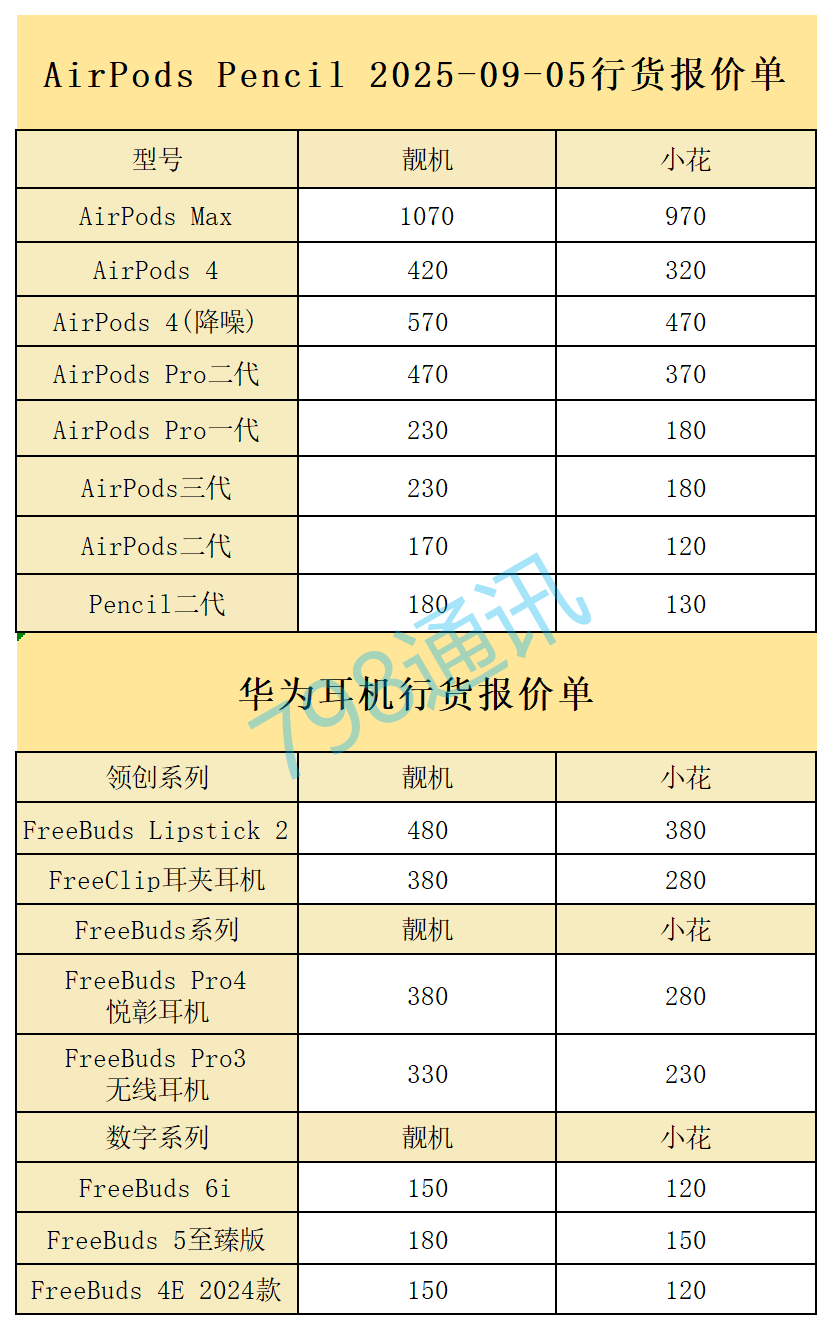 AirPods Pencil 2025-09-05行货报价单
型号 靓机 小花
AirPods Max 1070 970
AirPods 4 420 320
AirPods 4(降噪) 570 470
AirPods Pro二代 470 370
AirPods Pro一代 230 180
AirPods三代 230 180
AirPods二代 170 120
Pencil二代 180 130
798通讯
华为耳机行货报价单
领创系列 靓机 小花
FreeBuds Lipstick 2 480 380
FreeClip耳夹耳机 380 280
FreeBuds系列 靓机 小花
FreeBuds Pro4
悦彰耳机 380 280
FreeBuds Pro3
无线耳机 330 230
数字系列 靓机 小花
FreeBuds 6i 150 120
FreeBuds 5至臻版 180 150
FreeBuds 4E 2024款 150 120